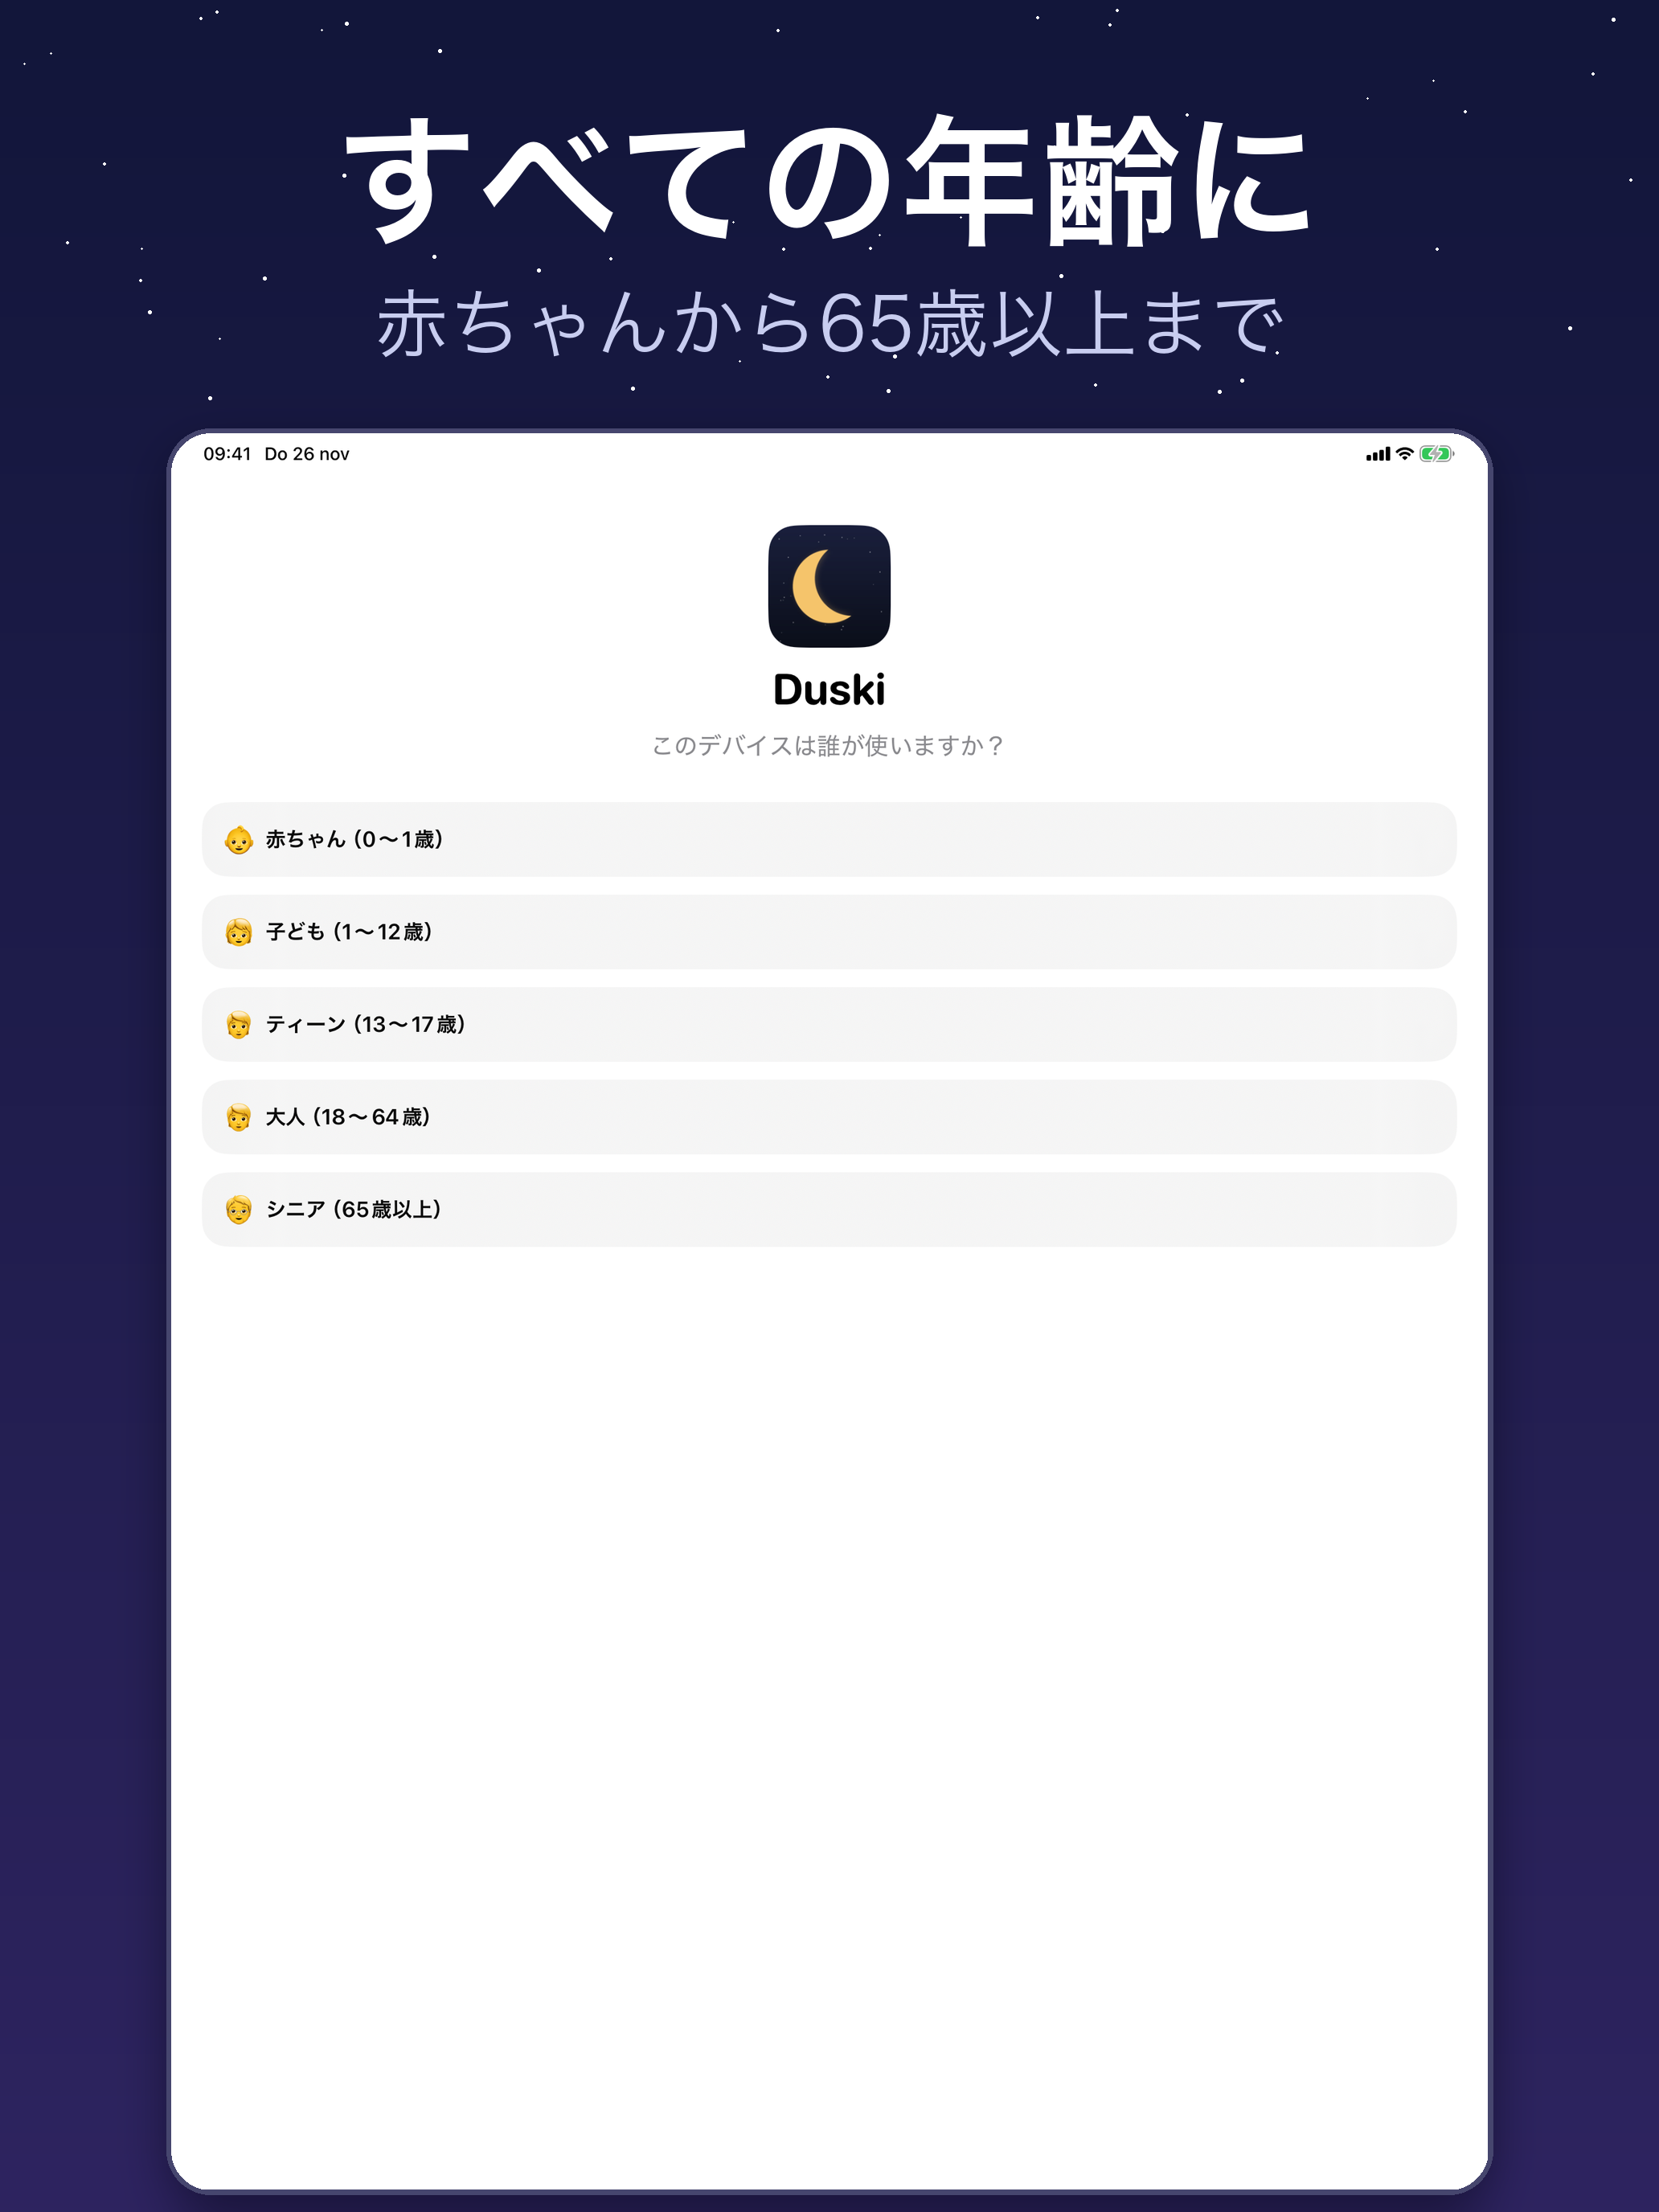 すべての年齢に
赤ちゃんから65歳以上まで
09:41 Do 26 nov
Duski
このデバイスは誰が使いますか？
赤ちゃん（0〜1歳）
子ども（1〜12歳）
ティーン（13〜17歳）
大人（18〜64歳）
シニア（65歳以上）